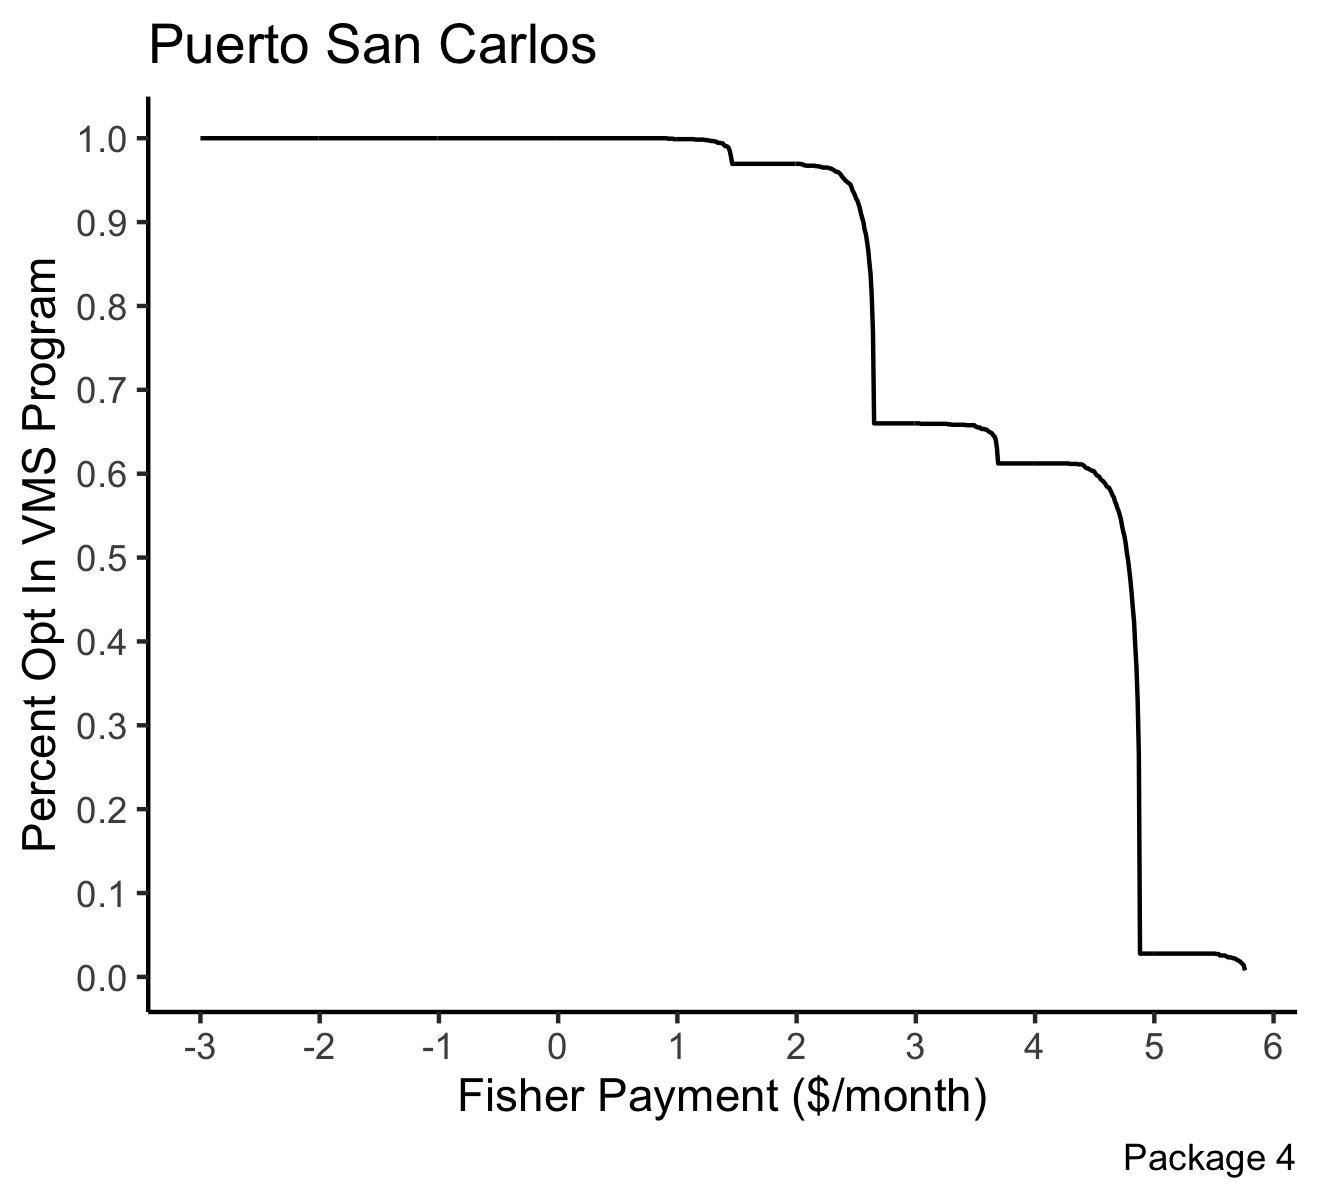 Puerto San Carlos
Percent Opt In VMS Program
1.0
0.9
0.8
0.7
0.6
0.5
0.4
0.3
0.2
0.1
0.0
-3 -2 -1 0 1 2 3 4 5 6
Fisher Payment ($/month)
Package 4